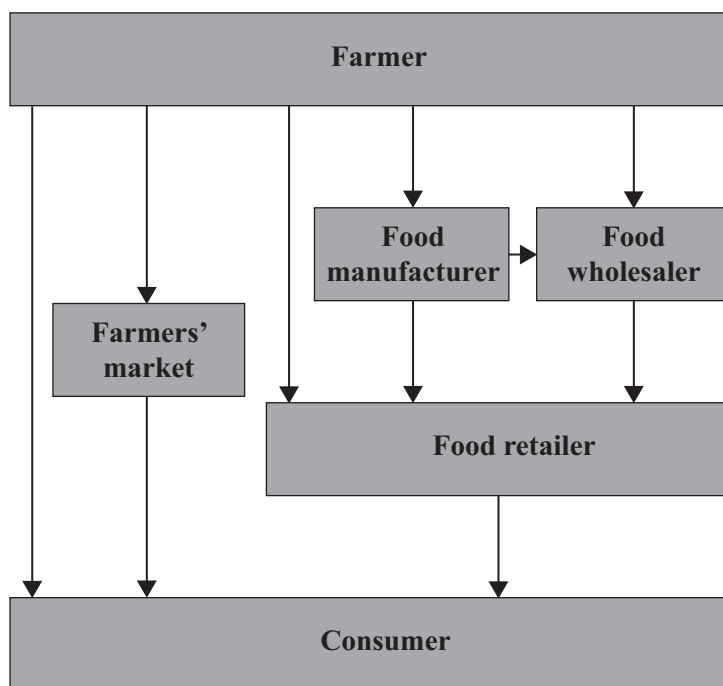 Farmer
Food
manufacturer
Food
wholesaler
Farmers’
market
Food retailer
Consumer